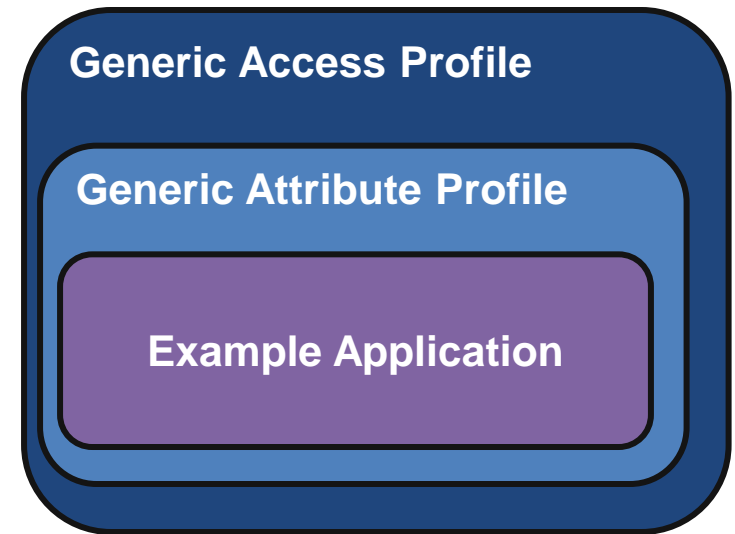 Generic Access Profile
Generic Attribute Profile
Example Application